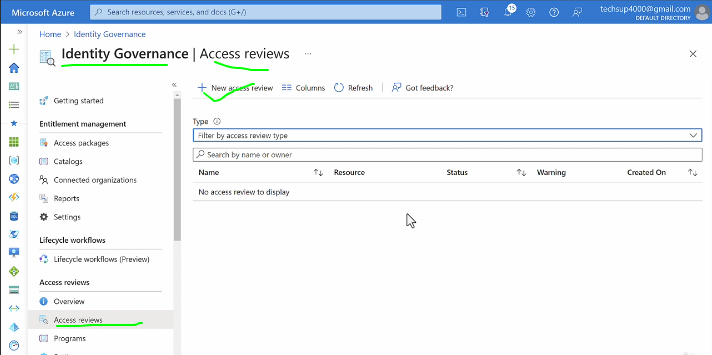 Microsoft Azure
Search resources, services, and docs (G+/)
15
techsup4000@gmail.com
DEFAULT DIRECTORY
Home > Identity Governance
Identity Governance | Access reviews ...
Getting started
Entitlement management
Access packages
Catalogs
Connected organizations
Reports
Settings
Lifecycle workflows
Lifecycle workflows (Preview)
Access reviews
Overview
Access reviews
Programs
New access review Columns Refresh Got feedback?
Type
Filter by access review type
Search by name or owner
Name Resource Status Warning Created On
No access review to display